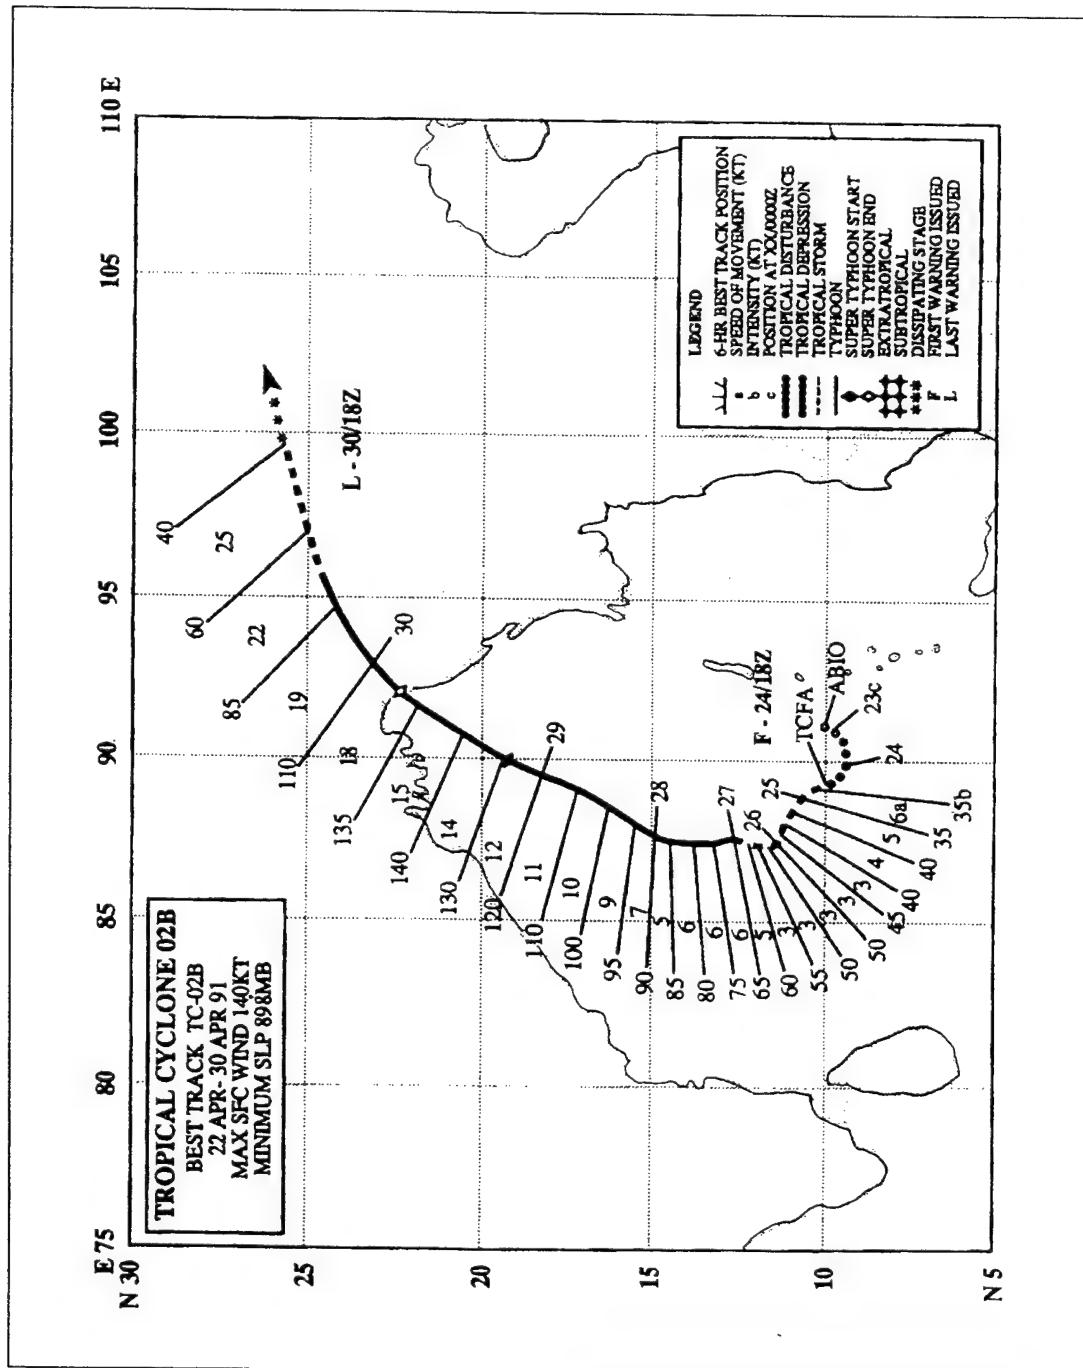 TROPICAL CYCLONE 02B
BEST TRACK TC-02B
22 APR- 30 APR 91
MAX SFC WIND 140KT
MINIMUM SLP 898MB
E 75
80
85
90
95
100
105
110 E
N 30
25
20
15
10
N 5
LEGEND
6-HR BEST TRACK POSITION
a SPEED OF MOVEMENT (KT)
b INTENSITY (KT)
c POSITION AT XX/0000Z
TROPICAL DISTURBANCE
TROPICAL DEPRESSION
TROPICAL STORM
TYPHOON
SUPER TYPHOON START
SUPER TYPHOON END
EXTRATROPICAL
SUBTROPICAL
*** DISSIPATING STAGE
F FIRST WARNING ISSUED
L LAST WARNING ISSUED
L - 30/18Z
40
25
60
22
85
19
110
18
135
15
140
14
130
12
120
11
110
10
100
9
95
7
90
5
85
6
80
6
75
6
65
5
60
3
55
3
50
3
50
3
45
3
40
4
40
5
35
6a
35b
30
29
28
27
26
25
24
23c
F - 24/18Z
TCFA
ABIO